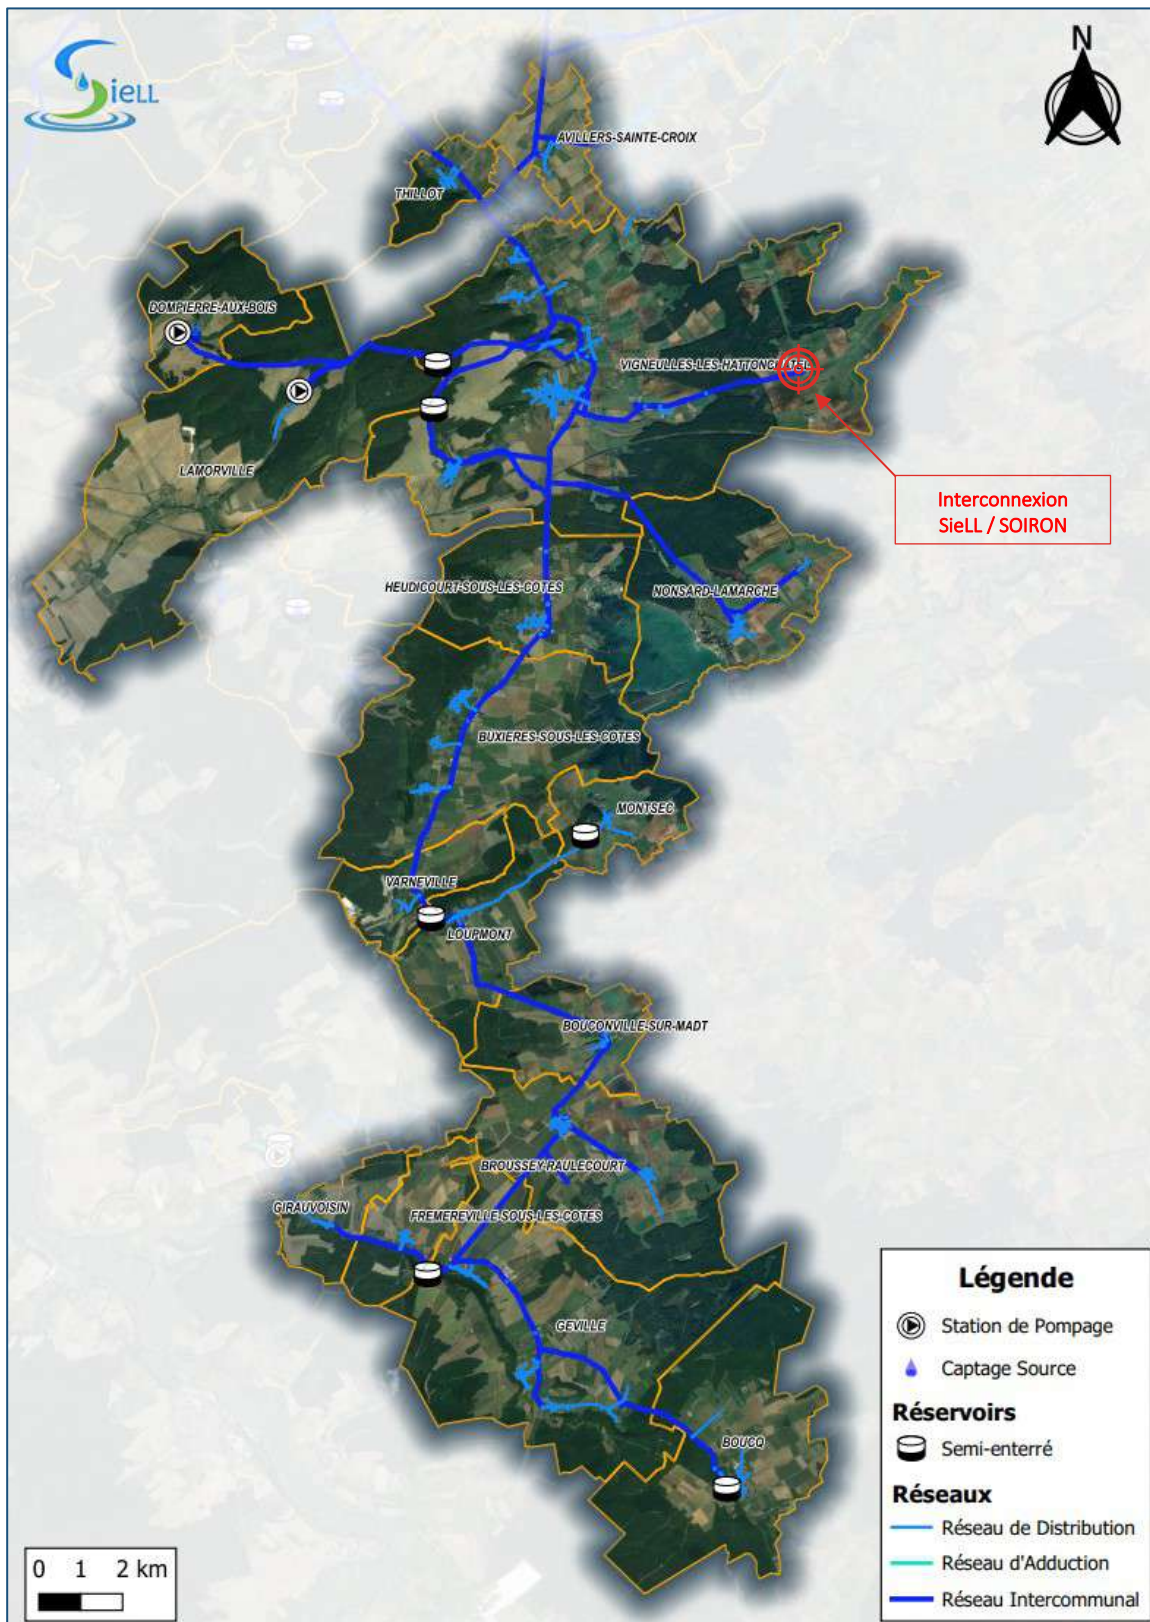 SieLL
N
AVILLERS-SAINTE-CROIX
THILLOT
DOMPIERRE-AUX-BOIS
VIGNEULLES-LES-HATTONCHATEL
LAMORVILLE
Interconnexion
SieLL / SOIRON
HEUDICOURT-SOUS-LES-COTES
NONSARD-LAMARCHE
BUXIERES-SOUS-LES-COTES
MONTSEC
VARNEVILLE
LOUPMONT
BOUCONVILLE-SUR-MADT
BROUSSEY-RAULECOURT
GIRAUVOISIN
FREMEREVILLE-SOUS-LES-COTES
GEVILLE
BOUCQ
Légende
Station de Pompage
Captage Source
Réservoirs
Semi-enterré
Réseaux
Réseau de Distribution
Réseau d'Adduction
Réseau Intercommunal
0 1 2 km